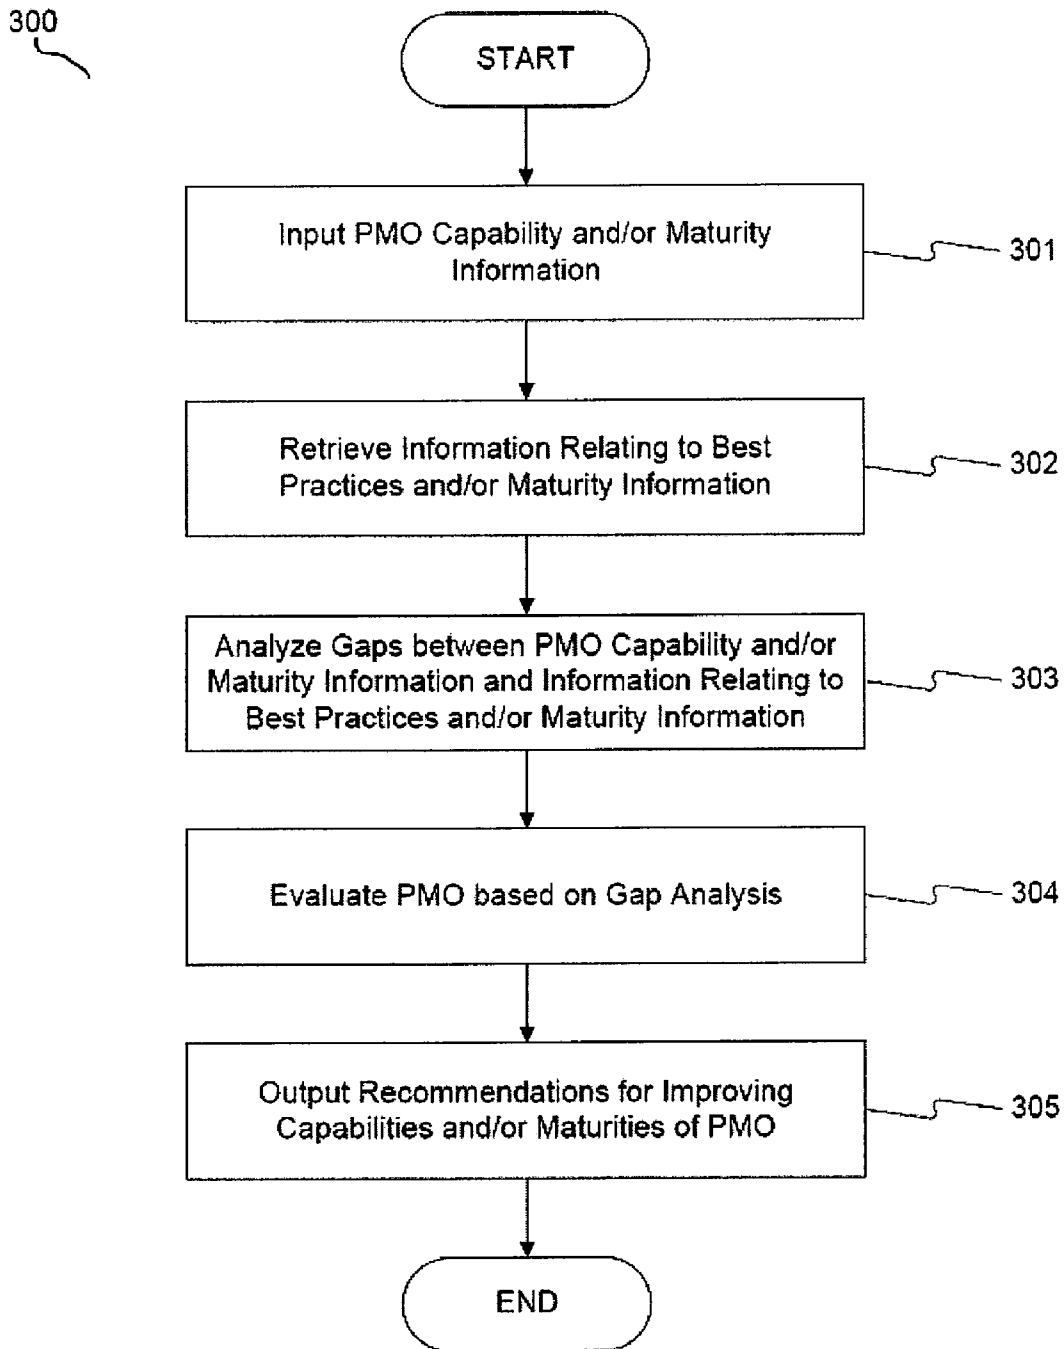 300
START
Input PMO Capability and/or Maturity
Information
301
Retrieve Information Relating to Best
Practices and/or Maturity Information
302
Analyze Gaps between PMO Capability and/or
Maturity Information and Information Relating to
Best Practices and/or Maturity Information
303
Evaluate PMO based on Gap Analysis
304
Output Recommendations for Improving
Capabilities and/or Maturities of PMO
305
END